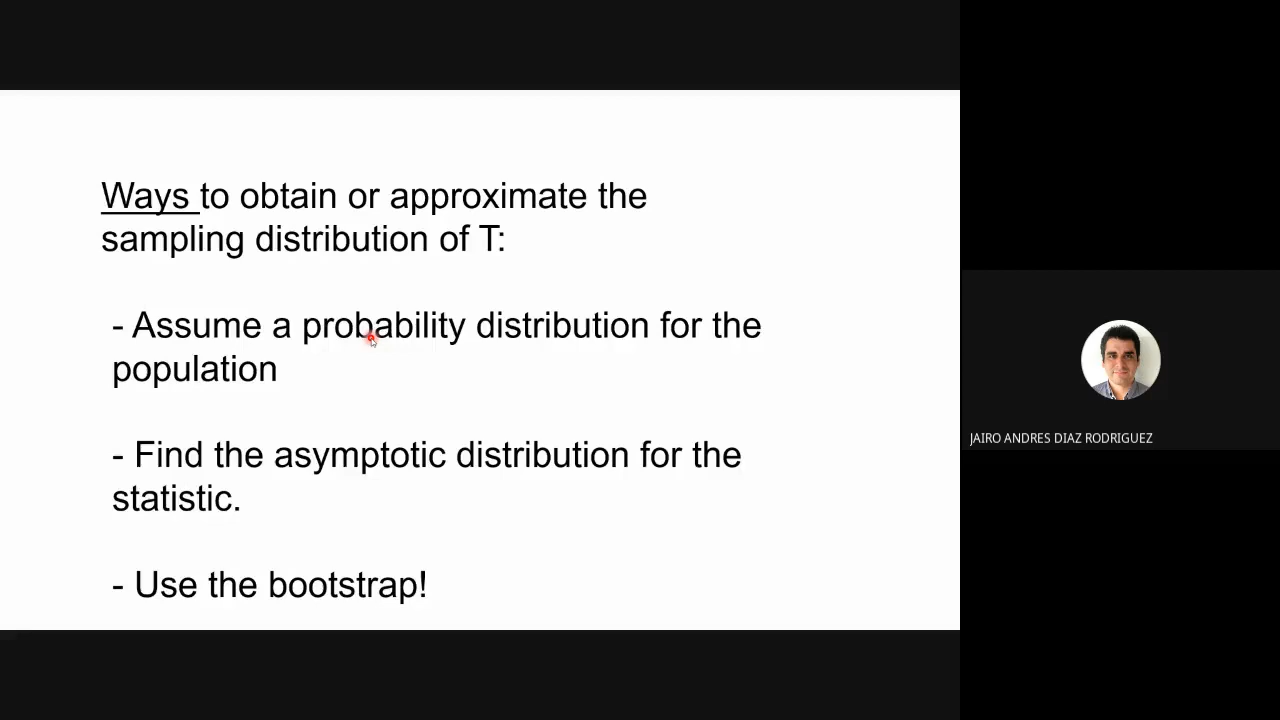 Ways to obtain or approximate the
sampling distribution of T:
- Assume a probability distribution for the
population
- Find the asymptotic distribution for the
statistic.
- Use the bootstrap!
JAIRO ANDRES DIAZ RODRIGUEZ